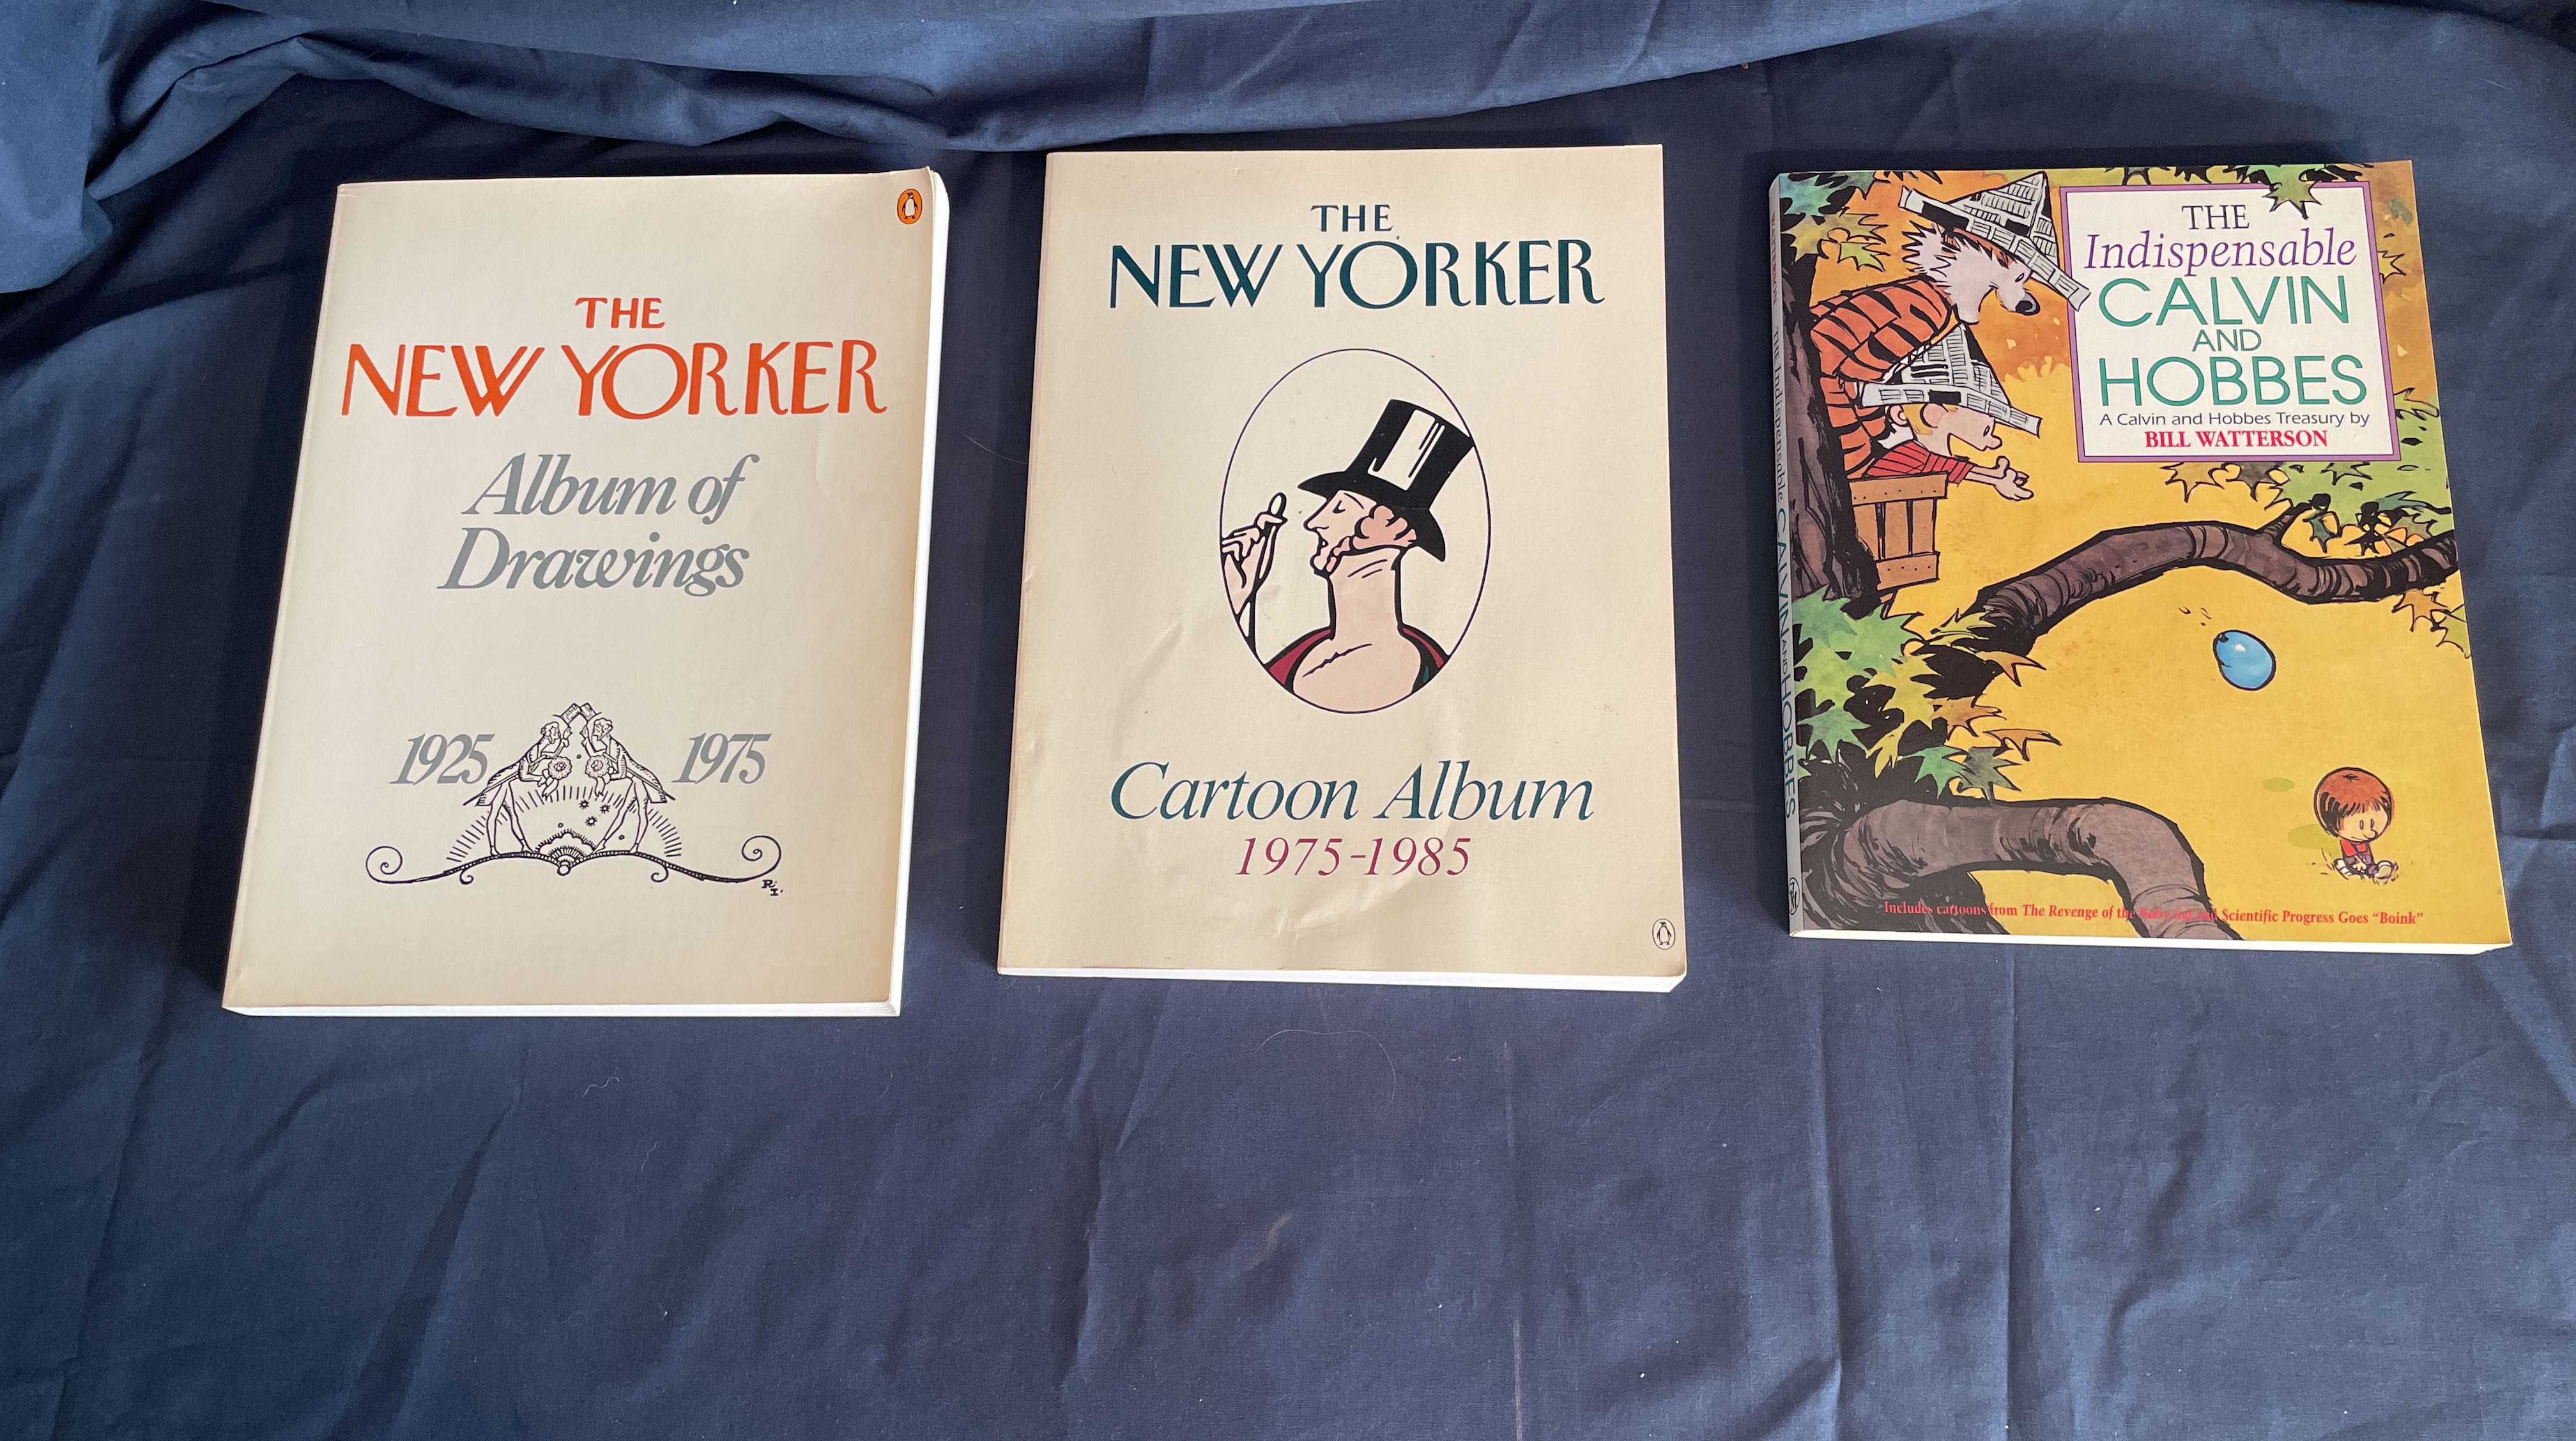 THE
NEW YORKER
Album of
Drawings
1925 1975
R.I.
THE
NEW YORKER
Cartoon Album
1975-1985
THE
Indispensable
CALVIN
AND
HOBBES
A Calvin and Hobbes Treasury by
BILL WATTERSON
Includes cartoons from The Revenge of the Baby-Sat and Scientific Progress Goes "Boink"
THE Indispensable CALVIN AND HOBBES